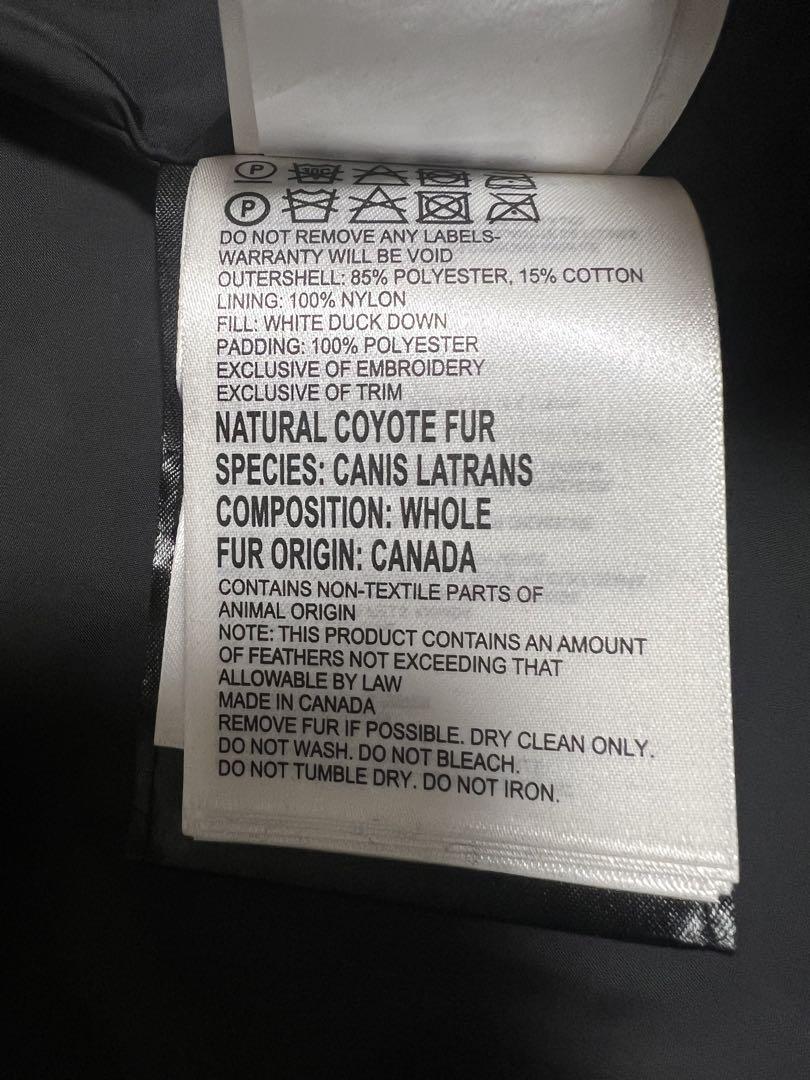 P 30C
P
DO NOT REMOVE ANY LABELS-
WARRANTY WILL BE VOID
OUTERSHELL: 85% POLYESTER, 15% COTTON
LINING: 100% NYLON
FILL: WHITE DUCK DOWN
PADDING: 100% POLYESTER
EXCLUSIVE OF EMBROIDERY
EXCLUSIVE OF TRIM
NATURAL COYOTE FUR
SPECIES: CANIS LATRANS
COMPOSITION: WHOLE
FUR ORIGIN: CANADA
CONTAINS NON-TEXTILE PARTS OF
ANIMAL ORIGIN
NOTE: THIS PRODUCT CONTAINS AN AMOUNT
OF FEATHERS NOT EXCEEDING THAT
ALLOWABLE BY LAW
MADE IN CANADA
REMOVE FUR IF POSSIBLE. DRY CLEAN ONLY.
DO NOT WASH. DO NOT BLEACH.
DO NOT TUMBLE DRY. DO NOT IRON.